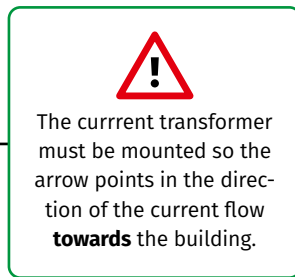 The currrent transformer
must be mounted so the
arrow points in the direc-
tion of the current flow
towards the building.